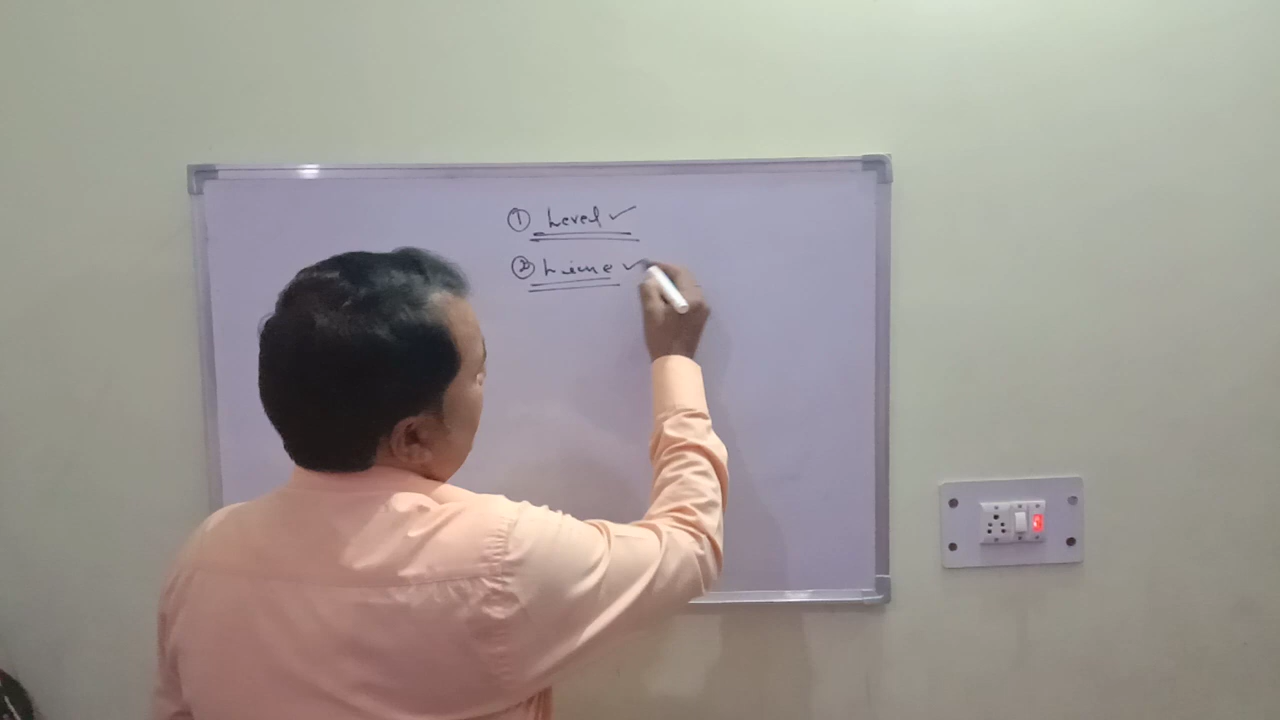 ① Level ✓
② Line ✓